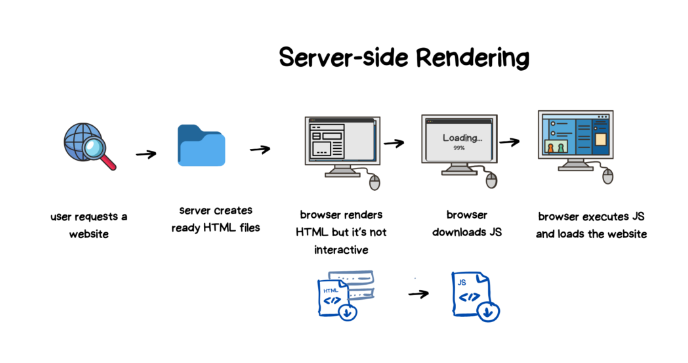 Server-side Rendering
Loading...
99%
user requests a
website
server creates
ready HTML files
browser renders
HTML but it's not
interactive
browser
downloads JS
browser executes JS
and loads the website
HTML
</>
JS
</>